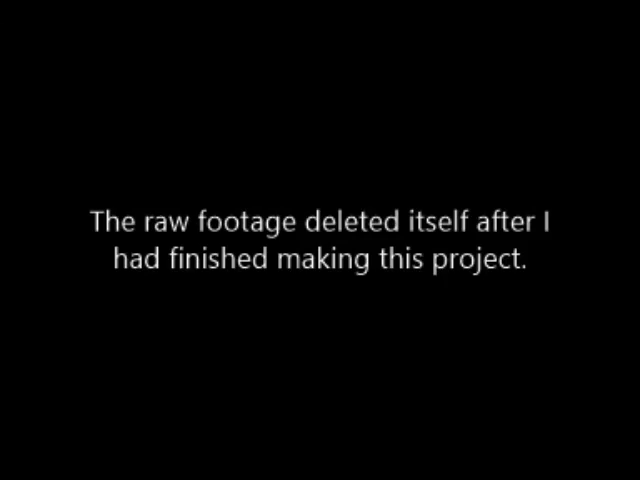 The raw footage deleted itself after I
had finished making this project.